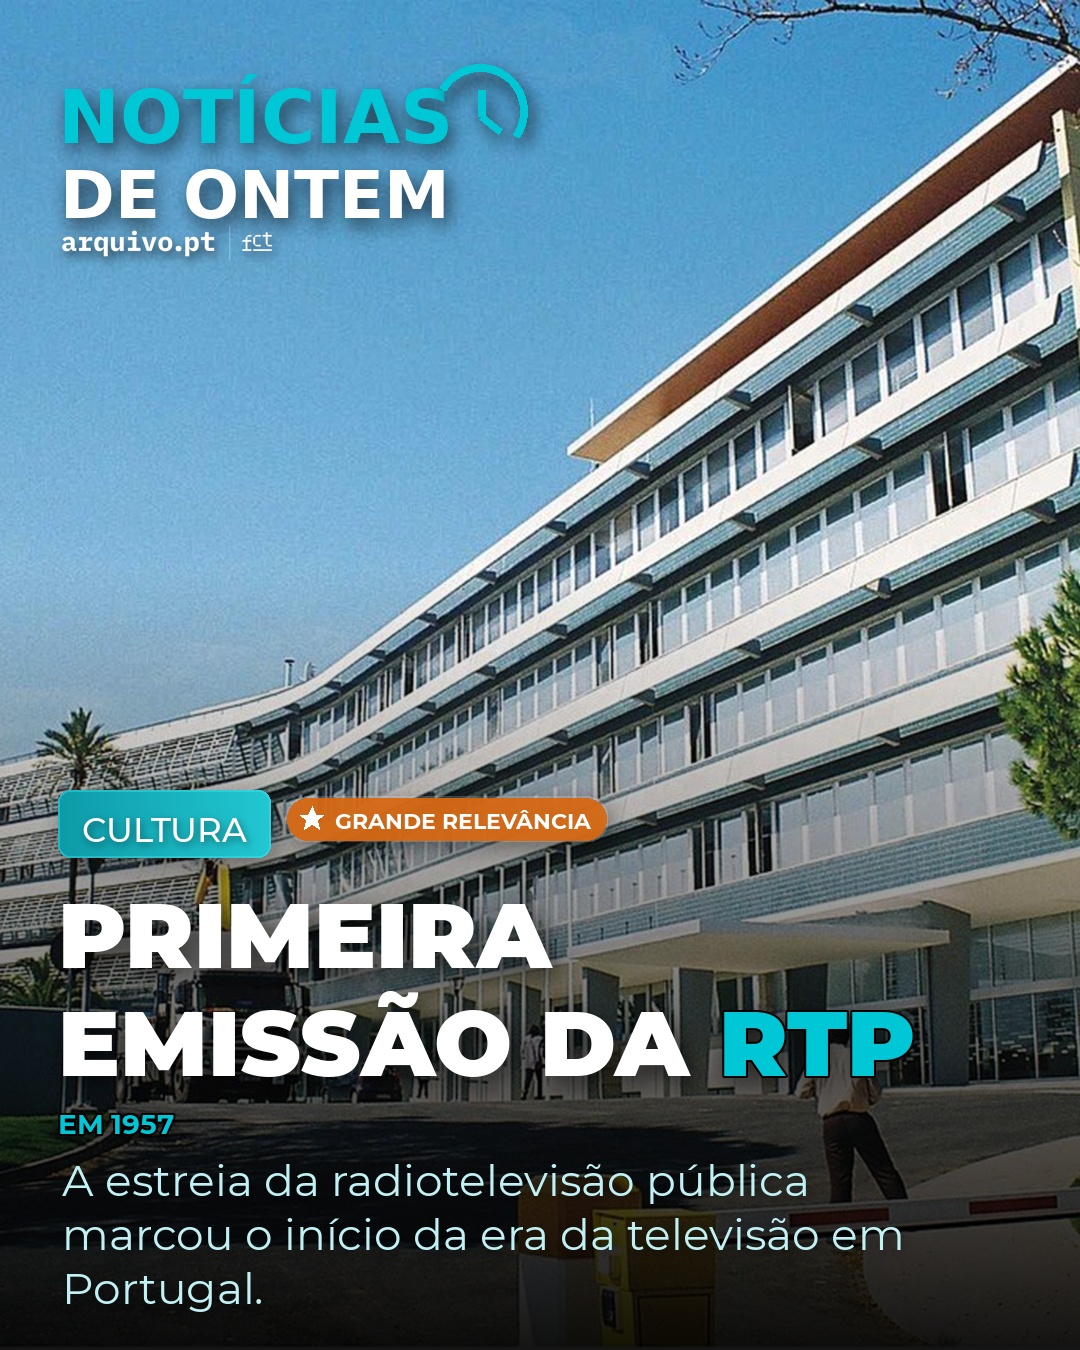 NOTÍCIAS
DE ONTEM
arquivo.pt | fct
CULTURA
GRANDE RELEVÂNCIA
PRIMEIRA
EMISSÃO DA RTP
EM 1957
A estreia da radiotelevisão pública
marcou o início da era da televisão em
Portugal.